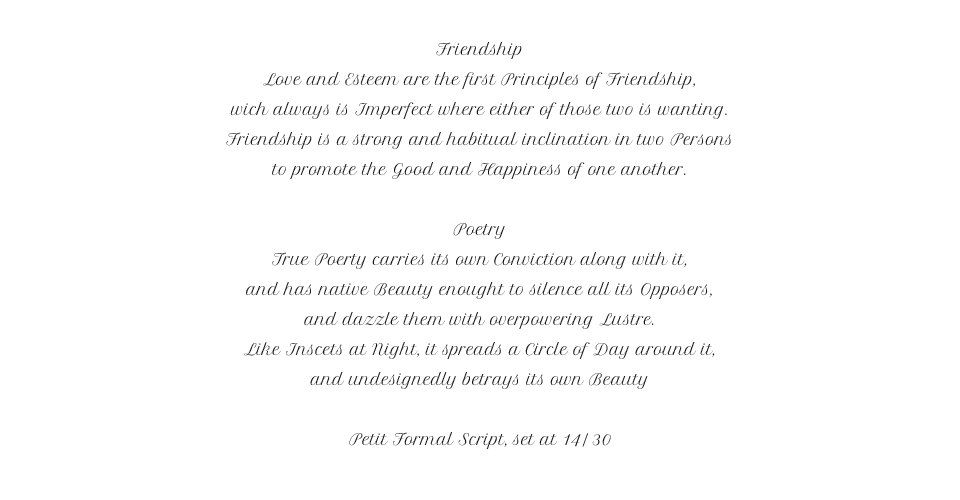 Friendship
Love and Esteem are the first Principles of Friendship,
wich always is Imperfect where either of those two is wanting.
Friendship is a strong and habitual inclination in two Persons
to promote the Good and Happiness of one another.
Poetry
True Poerty carries its own Conviction along with it,
and has native Beauty enought to silence all its Opposers,
and dazzle them with overpowering Lustre.
Like Inscets at Night, it spreads a Circle of Day around it,
and undesignedly betrays its own Beauty
Petit Formal Script, set at 14/30